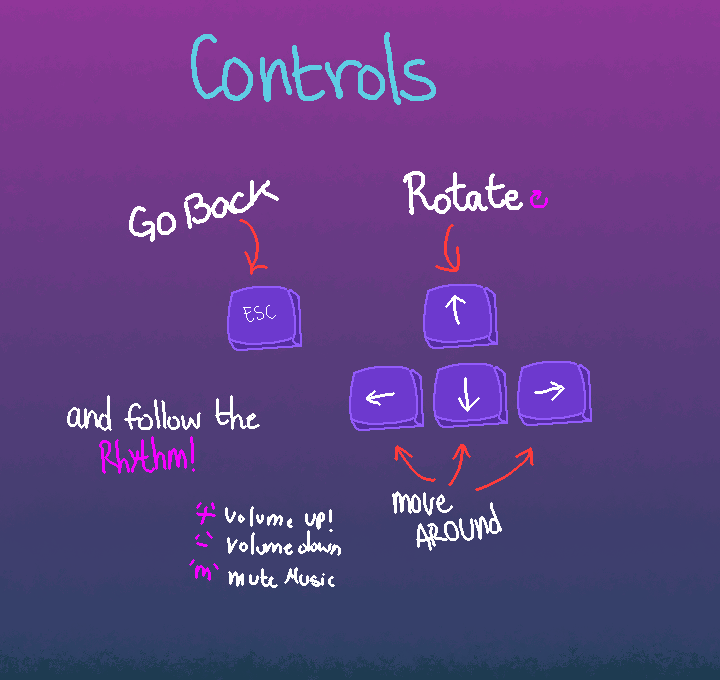 Controls
Go Back
Rotate ↻
ESC
↑
← ↓ →
and follow the
Rhythm!
move
AROUND
'+' volume up!
'-' volume down
'm' mute Music